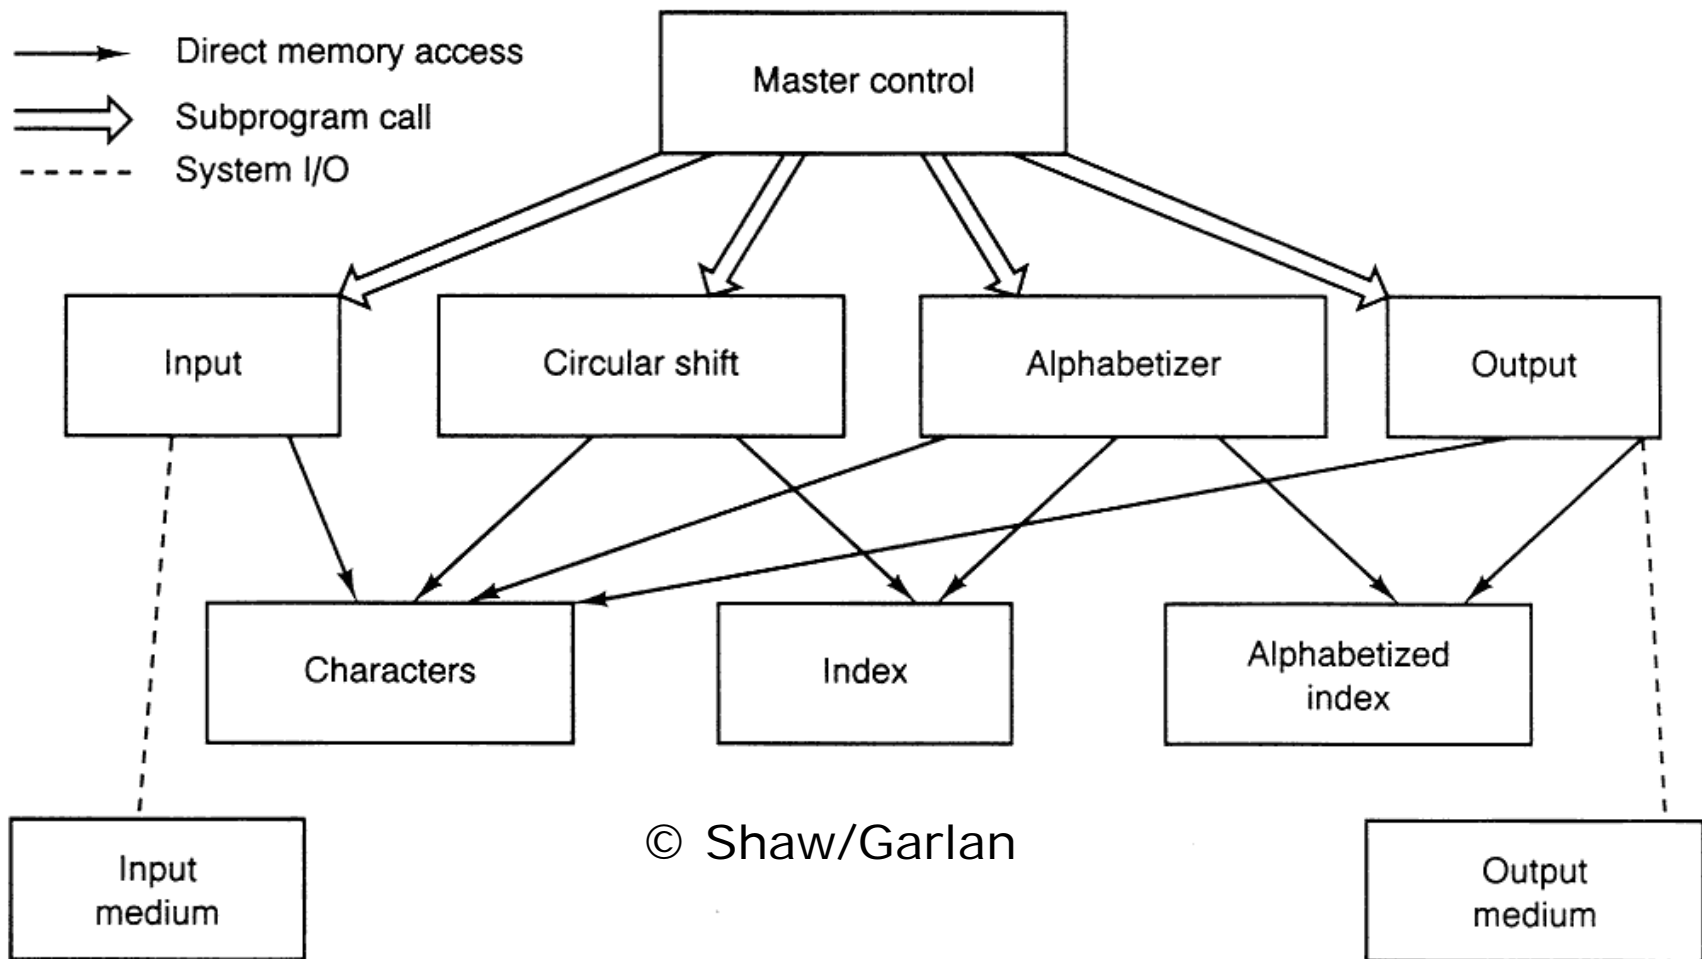 Direct memory access
Subprogram call
System I/O
Master control
Input
Circular shift
Alphabetizer
Output
Characters
Index
Alphabetized
index
Input
medium
© Shaw/Garlan
Output
medium